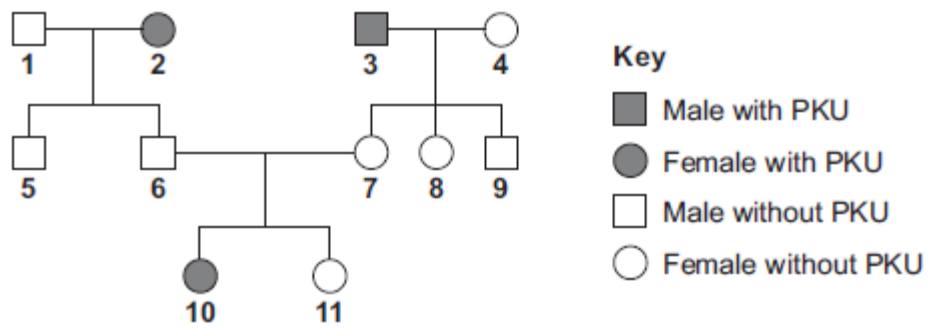 1 2 3 4
Key
Male with PKU
Female with PKU
5 6 7 8 9
Male without PKU
Female without PKU
10 11